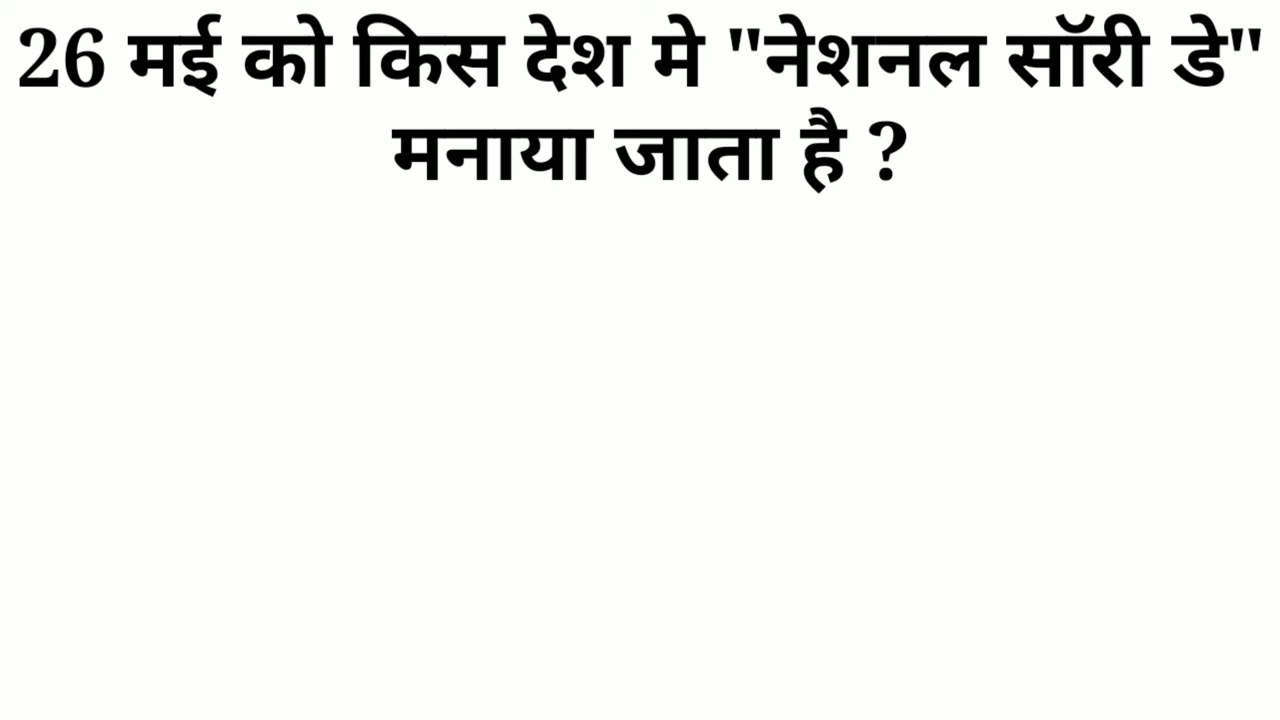 26 मई को किस देश मे "नेशनल सॉरी डे"
मनाया जाता है ?